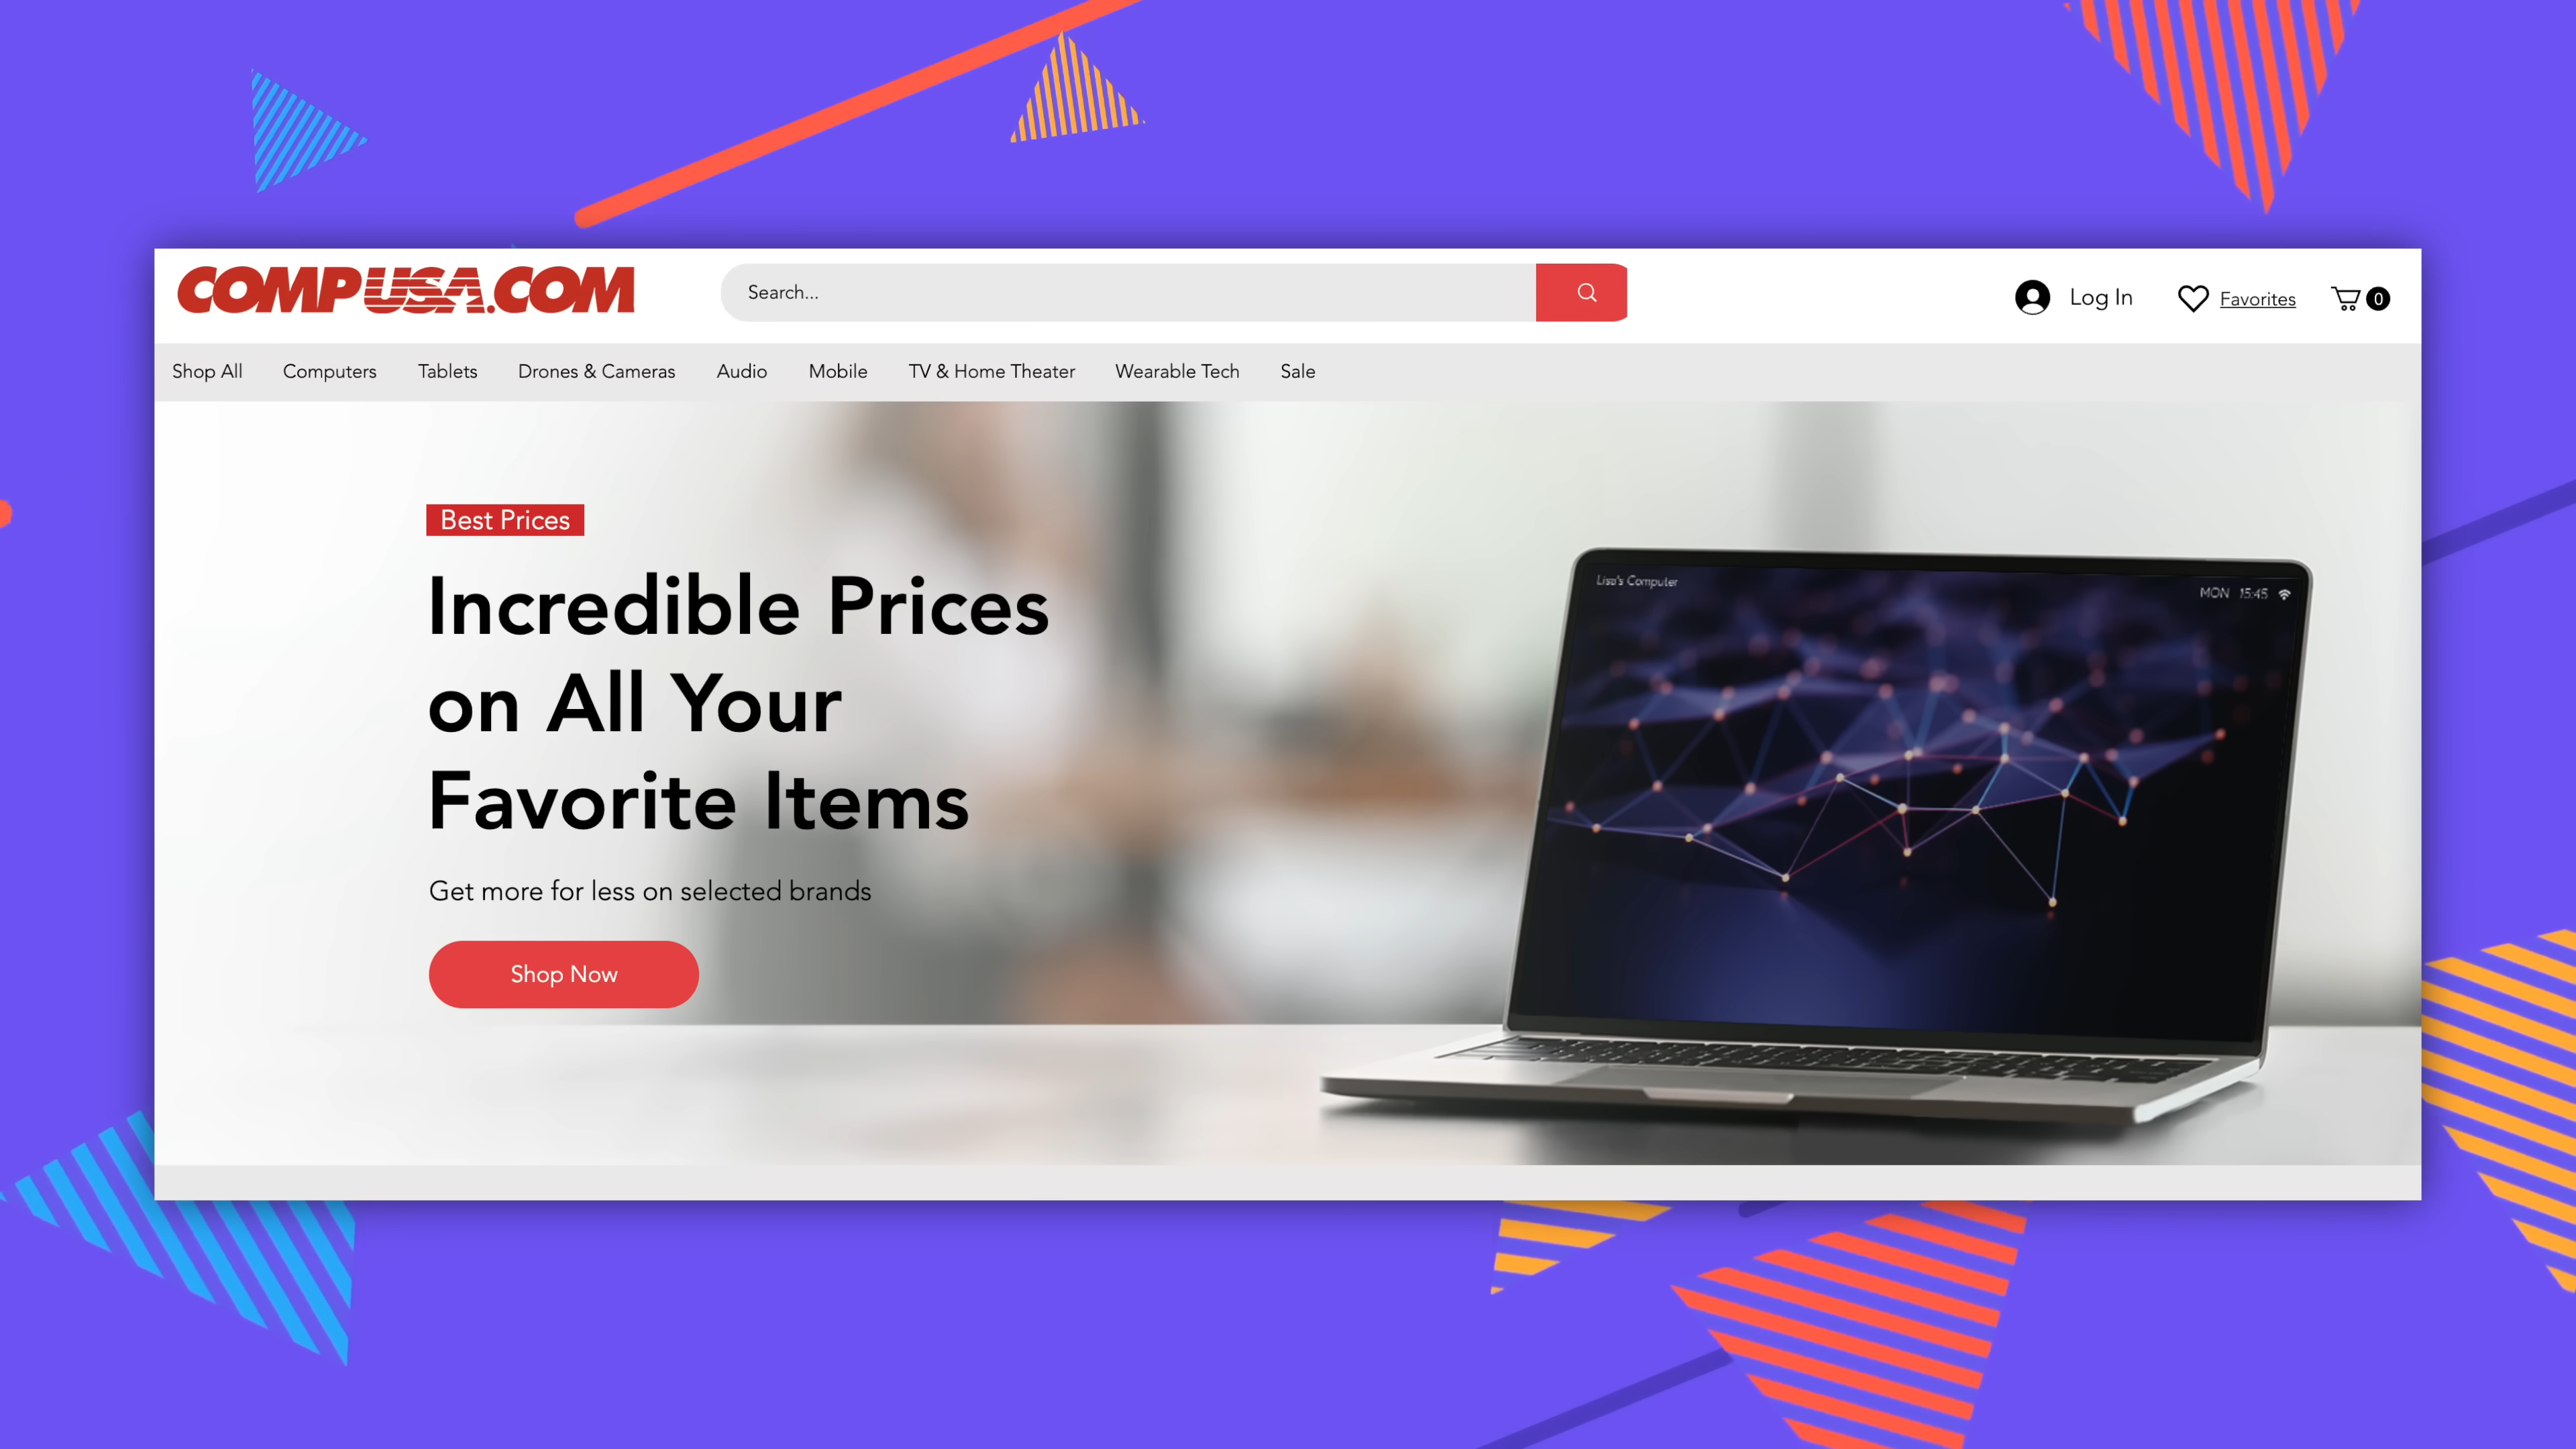 COMPUSA.COM
Search...
Log In
Favorites
0
Shop All
Computers
Tablets
Drones & Cameras
Audio
Mobile
TV & Home Theater
Wearable Tech
Sale
Best Prices
Incredible Prices
on All Your
Favorite Items
Get more for less on selected brands
Shop Now
Lisa's Computer
MON 15:45